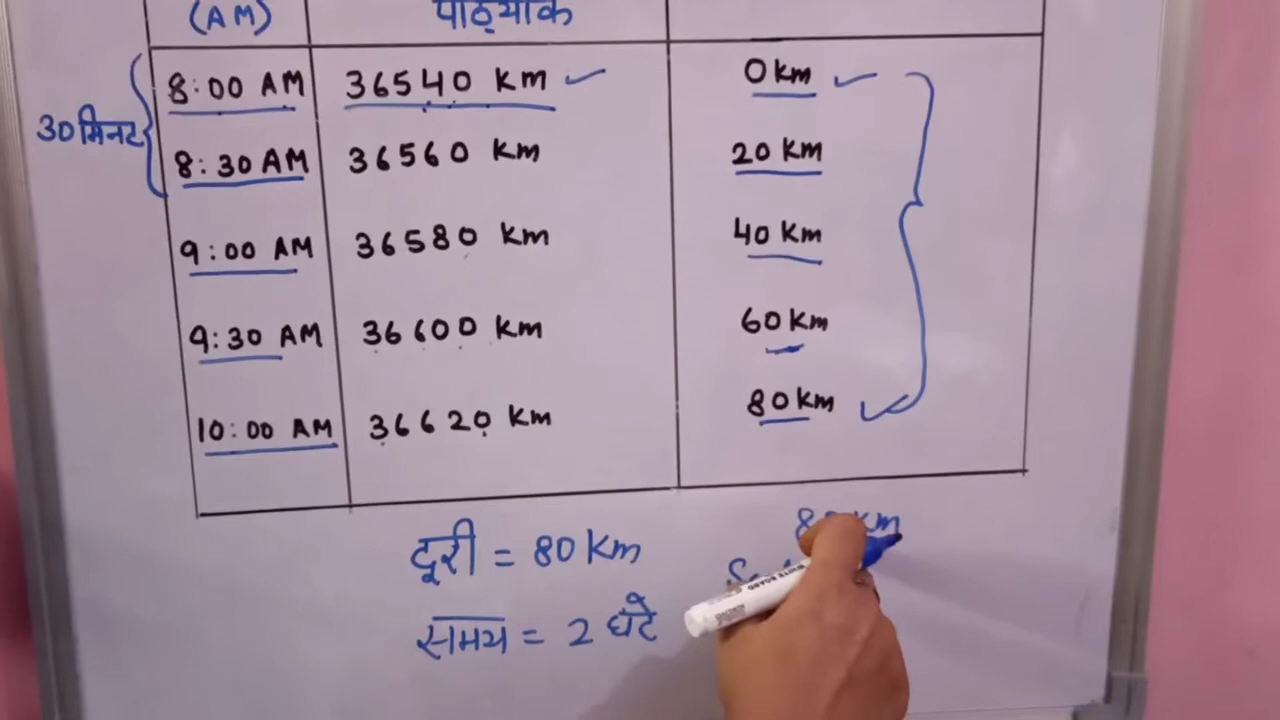 (AM) पाठ्यांक
8:00 AM 36540 km 0 km
30 मिनट
8:30 AM 36560 km 20 km
9:00 AM 36580 km 40 km
9:30 AM 36600 km 60 km
10:00 AM 36620 km 80 km
दूरी = 80 km
समय = 2 घंटे
WHITE BOARD